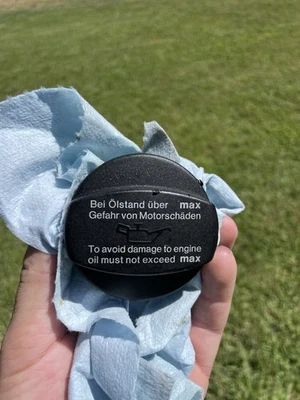 Bei Ölstand über max
Gefahr von Motorschäden
To avoid damage to engine
oil must not exceed max